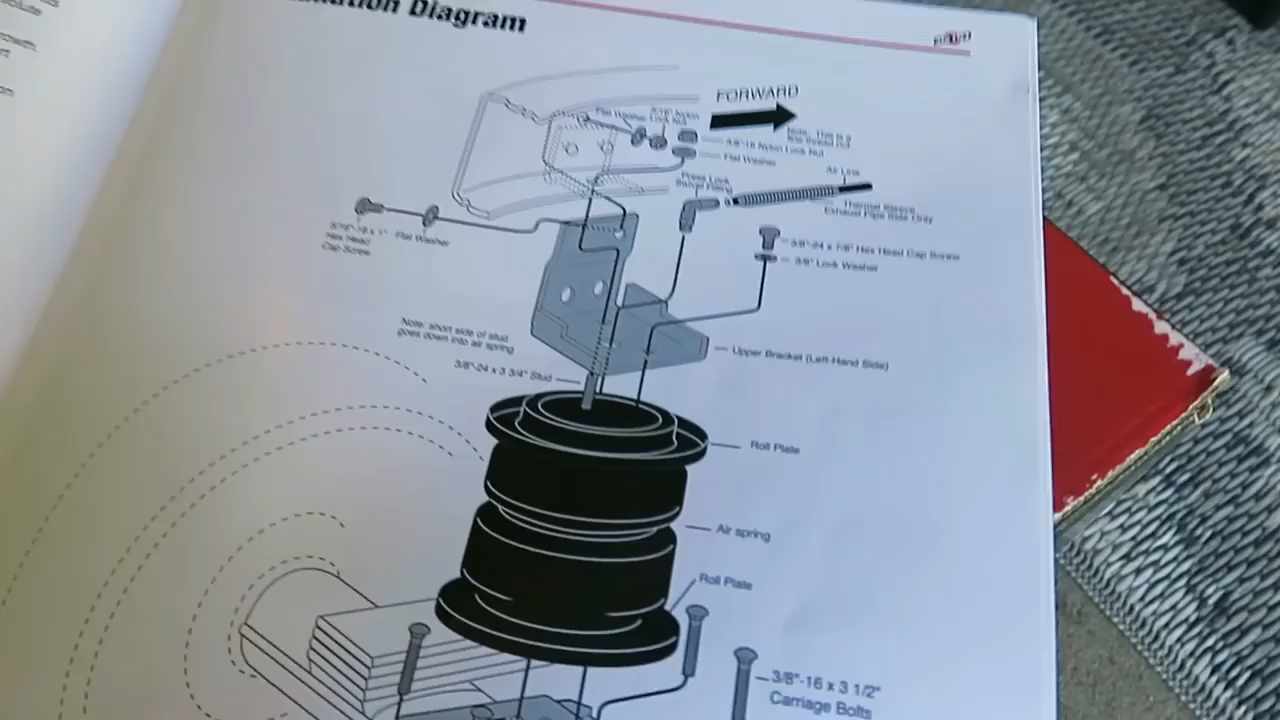 Diagram
FORWARD
Flat Washer
Lock Nut
3/8"-16 Nylon Lock Nut
Flat Washer
Air Line
Press Lock
Swivel Fitting
Thermal Sleeve
Exhaust Pipe Side Only
Hex Head
Cap Screw
Flat Washer
3/8"-24 x 7/8" Hex Head Cap Screw
3/8" Lock Washer
Note: short side of stud
goes down into air spring
Upper Bracket (Left-Hand Side)
3/8"-24 x 3 3/4" Stud
Roll Plate
Air spring
Roll Plate
3/8"-16 x 3 1/2"
Carriage Bolts